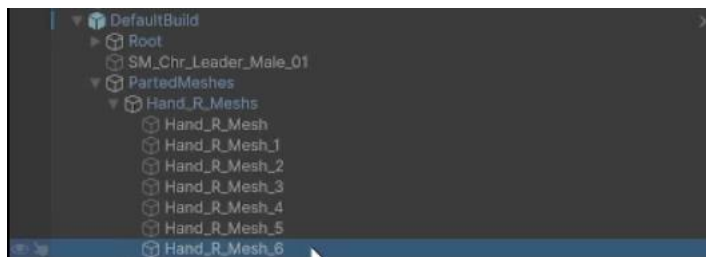 DefaultBuild
Root
SM_Chr_Leader_Male_01
PartedMeshes
Hand_R_Meshs
Hand_R_Mesh
Hand_R_Mesh_1
Hand_R_Mesh_2
Hand_R_Mesh_3
Hand_R_Mesh_4
Hand_R_Mesh_5
Hand_R_Mesh_6